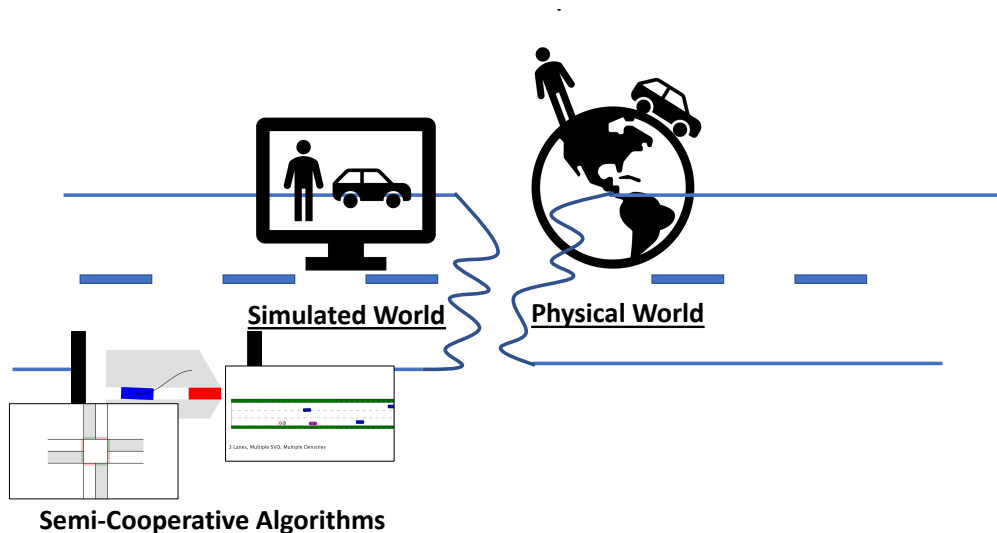 Simulated World
Physical World
3 Lanes, Multiple SVO, Multiple Densities
Semi-Cooperative Algorithms